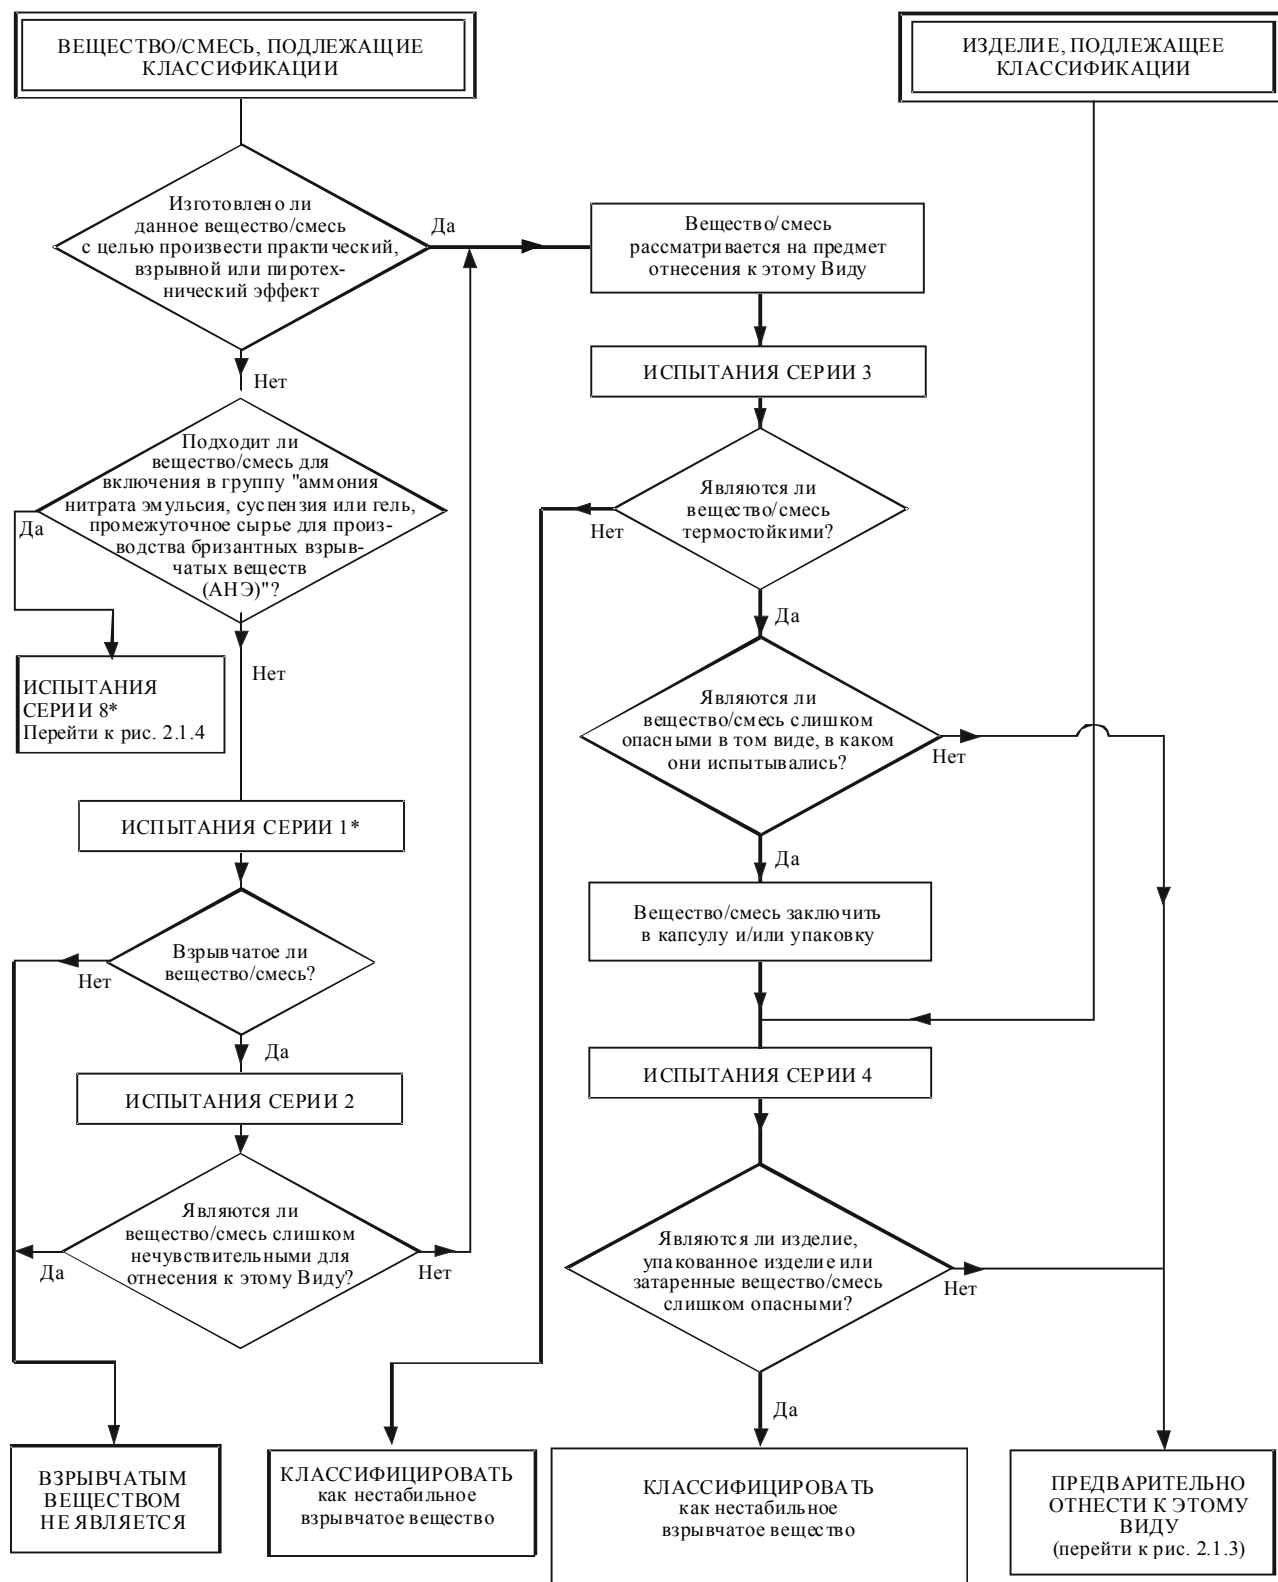 ВЕЩЕСТВО/СМЕСЬ, ПОДЛЕЖАЩИЕ
КЛАССИФИКАЦИИ
ИЗДЕЛИЕ, ПОДЛЕЖАЩЕЕ
КЛАССИФИКАЦИИ
Изготовлено ли
данное вещество/смесь
с целью произвести практический,
взрывной или пиротех-
нический эффект
Да
Вещество/смесь
рассматривается на предмет
отнесения к этому Виду
Нет
ИСПЫТАНИЯ СЕРИИ 3
Подходит ли
вещество/смесь для
включения в группу "аммония
нитрата эмульсия, суспензия или гель,
промежуточное сырье для произ-
водства бризантных взрыв-
чатых веществ
(АНЭ)"?
Да
Являются ли
вещество/смесь
термостойкими?
Нет
Да
Нет
ИСПЫТАНИЯ
СЕРИИ 8*
Перейти к рис. 2.1.4
Являются ли
вещество/смесь слишком
опасными в том виде, в каком
они испытывались?
Нет
ИСПЫТАНИЯ СЕРИИ 1*
Да
Вещество/смесь заключить
в капсулу и/или упаковку
Взрывчатое ли
вещество/смесь?
Нет
Да
ИСПЫТАНИЯ СЕРИИ 4
ИСПЫТАНИЯ СЕРИИ 2
Являются ли
вещество/смесь слишком
нечувствительными для
отнесения к этому Виду?
Да
Нет
Являются ли изделие,
упакованное изделие или
затаренные вещество/смесь
слишком опасными?
Нет
Да
ВЗРЫВЧАТЫМ
ВЕЩЕСТВОМ
НЕ ЯВЛЯЕТСЯ
КЛАССИФИЦИРОВАТЬ
как нестабильное
взрывчатое вещество
КЛАССИФИЦИРОВАТЬ
как нестабильное
взрывчатое вещество
ПРЕДВАРИТЕЛЬНО
ОТНЕСТИ К ЭТОМУ
ВИДУ
(перейти к рис. 2.1.3)